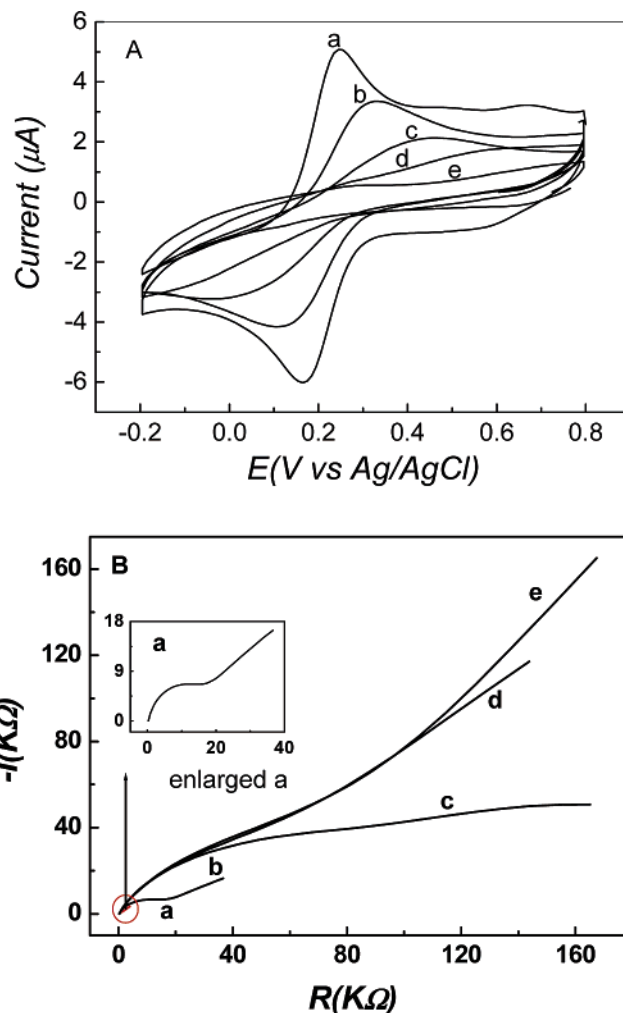 A
6
4
2
0
-2
-4
-6
Current (μA)
a
b
c
d
e
-0.2 0.0 0.2 0.4 0.6 0.8
E(V vs Ag/AgCl)
B
160
120
80
40
0
-I(KΩ)
18
9
0
a
0 20 40
enlarged a
e
d
c
b
a
0 40 80 120 160
R(KΩ)